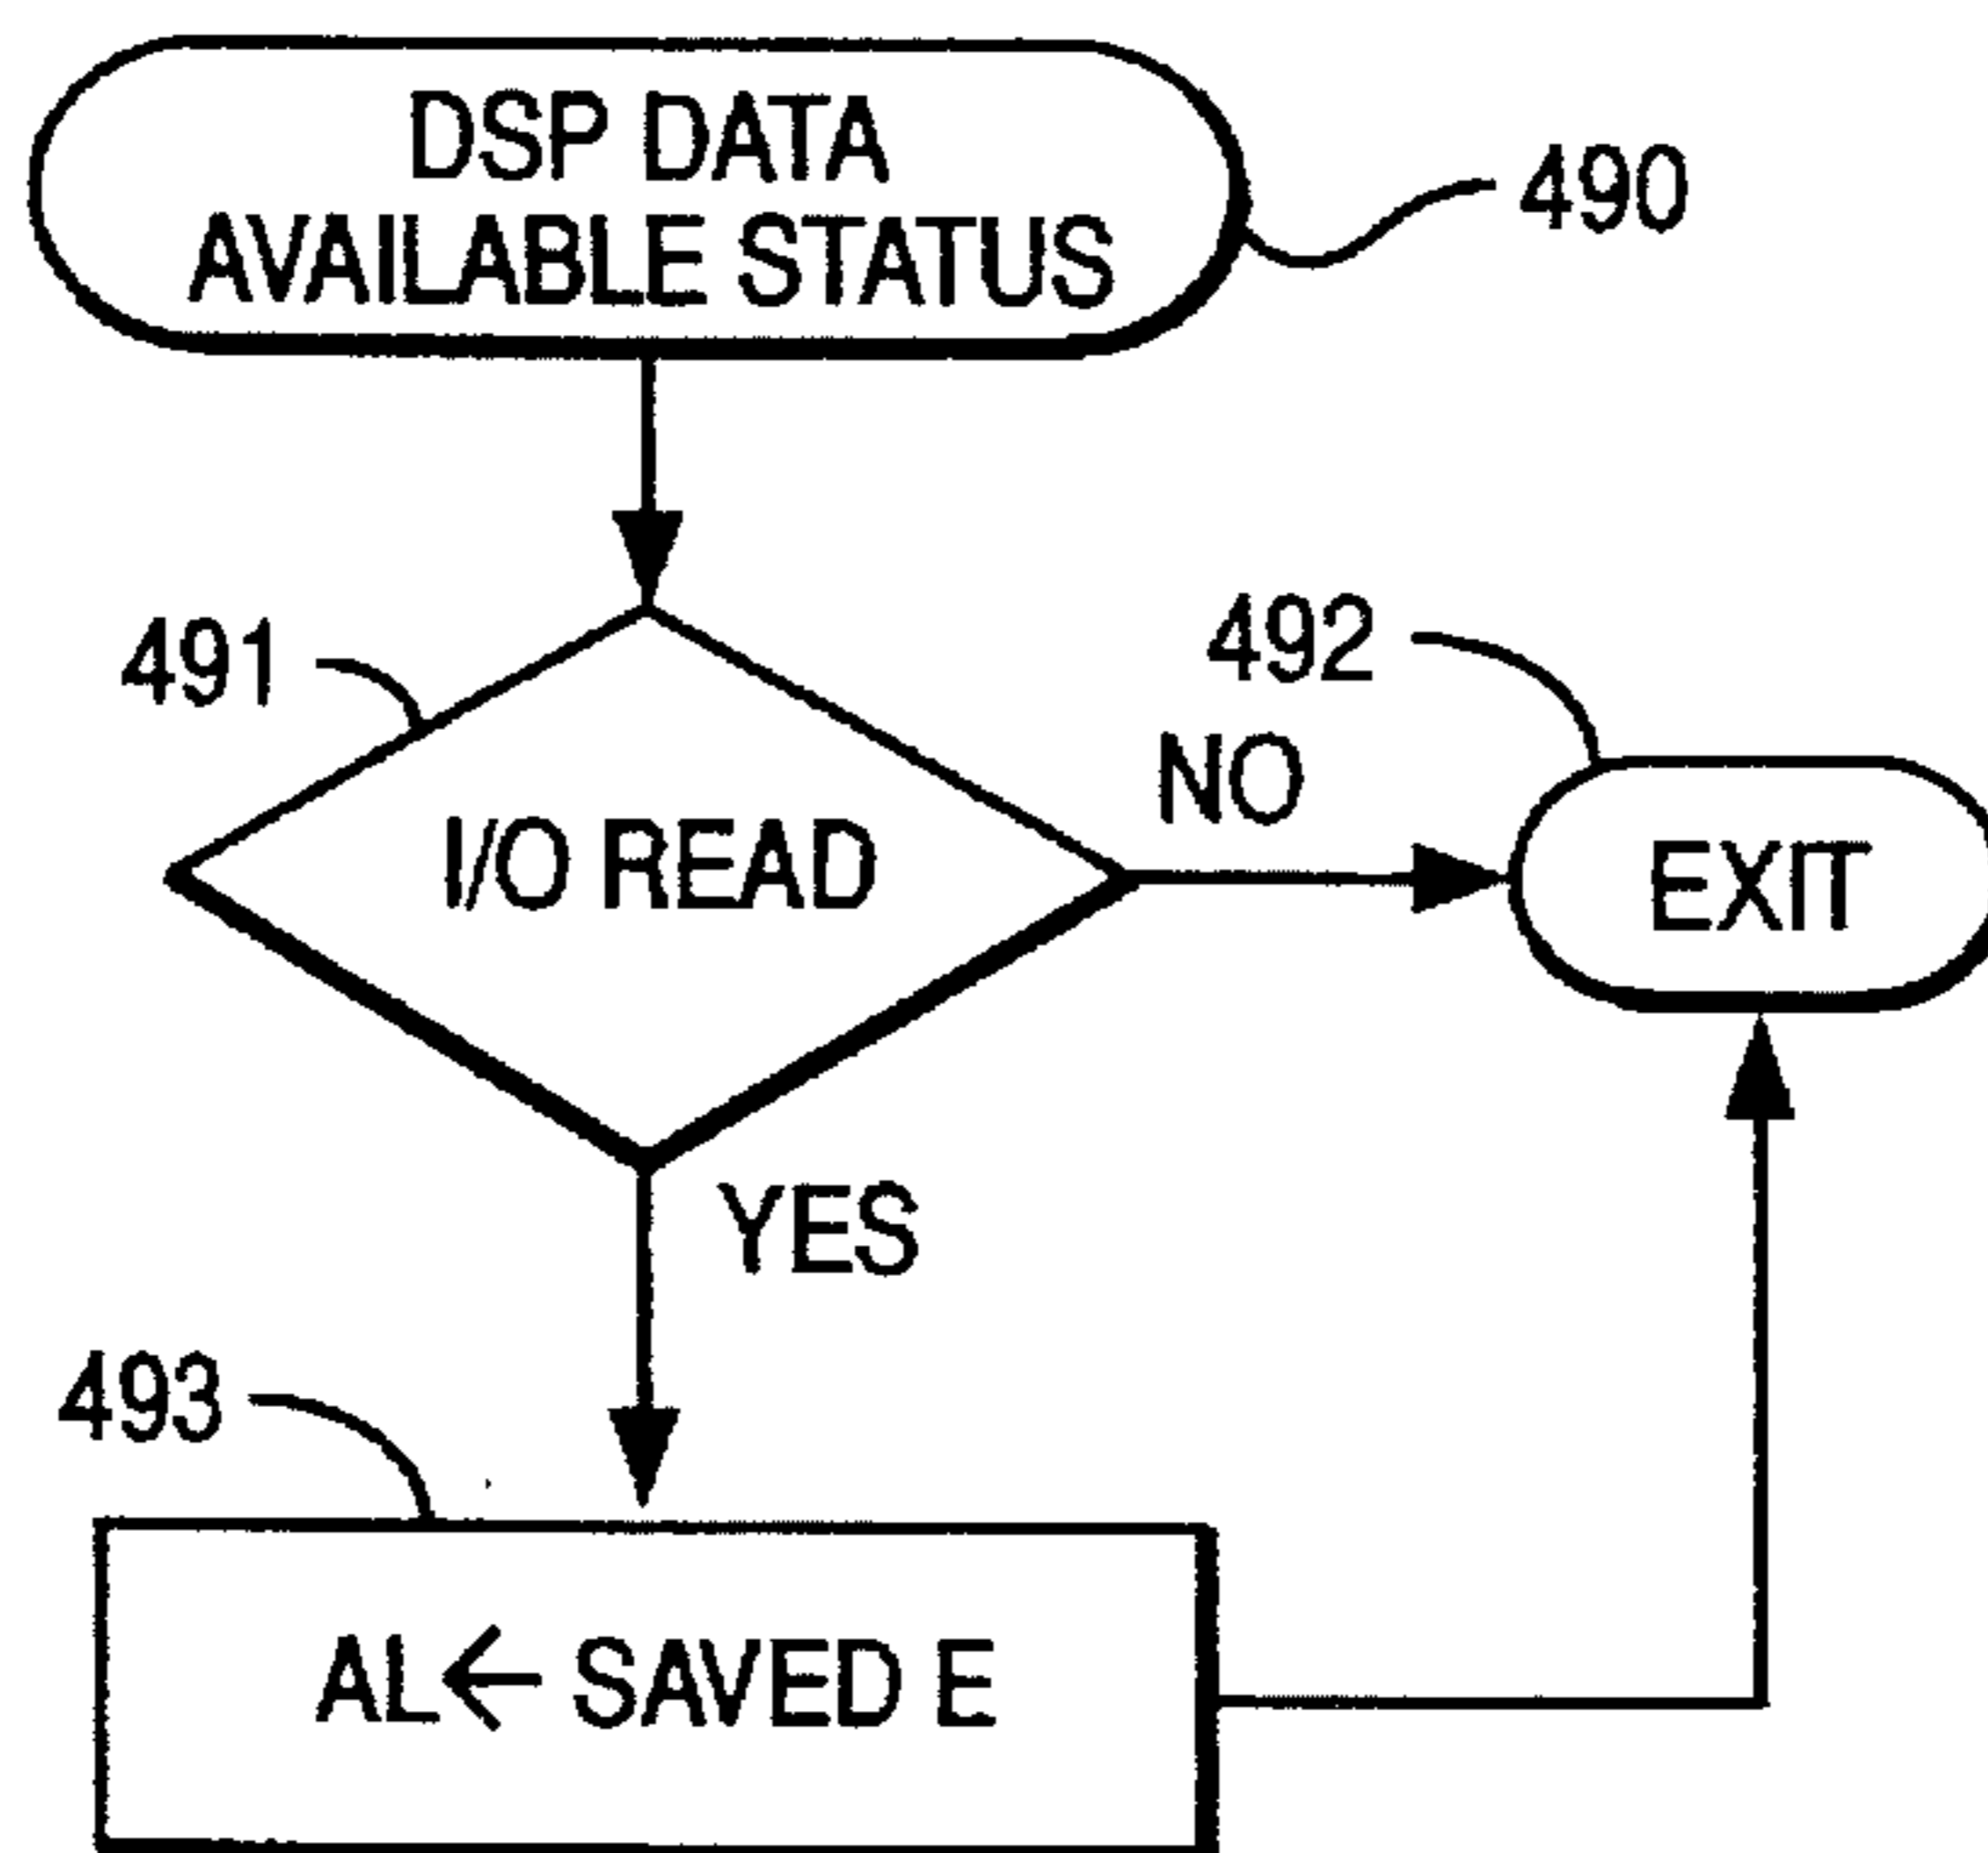 DSP DATA
AVAILABLE STATUS
490
491
I/O READ
NO
492
EXIT
YES
493
AL← SAVED E